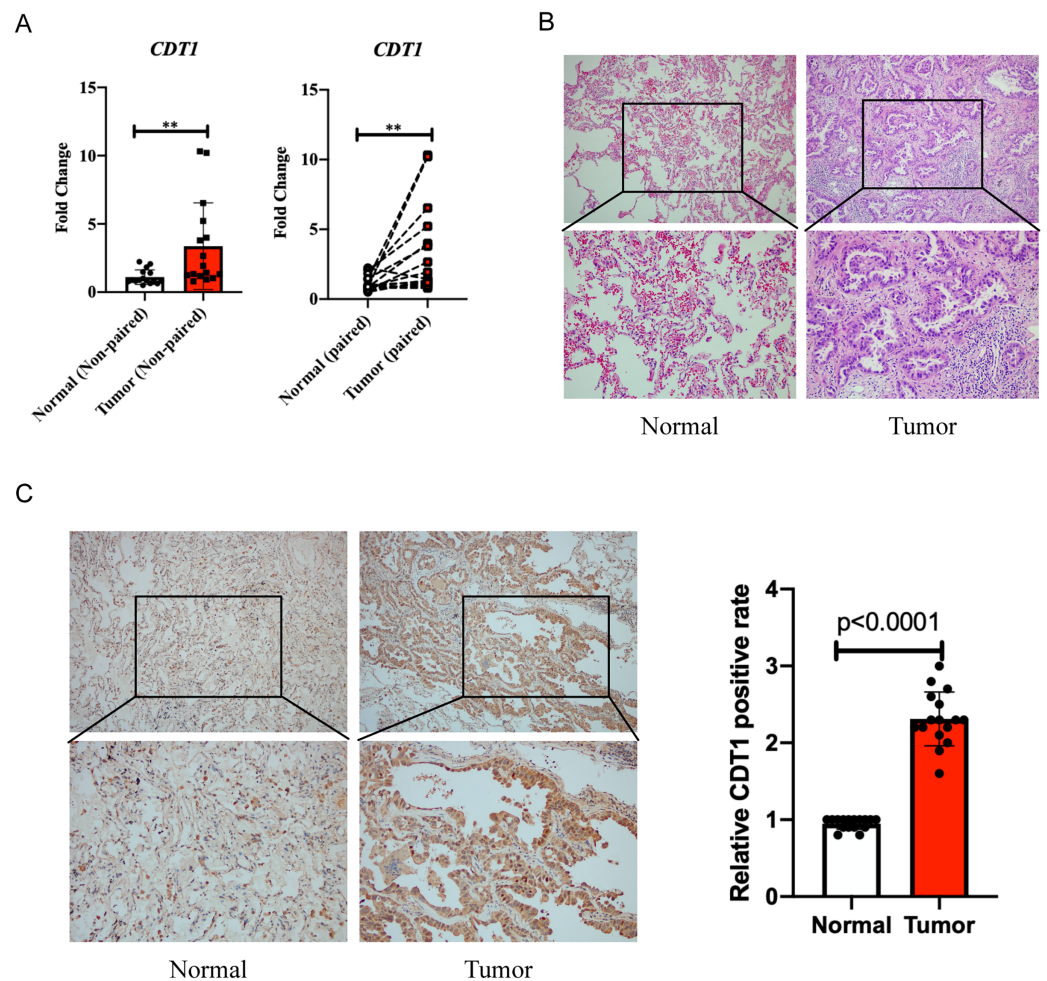 A
CDT1
Fold Change
15
10
5
0
**
Normal (Non-paired)
Tumor (Non-paired)
CDT1
Fold Change
15
10
5
0
**
Normal (paired)
Tumor (paired)
B
Normal
Tumor
C
Normal
Tumor
Relative CDT1 positive rate
4
3
2
1
0
p<0.0001
Normal
Tumor